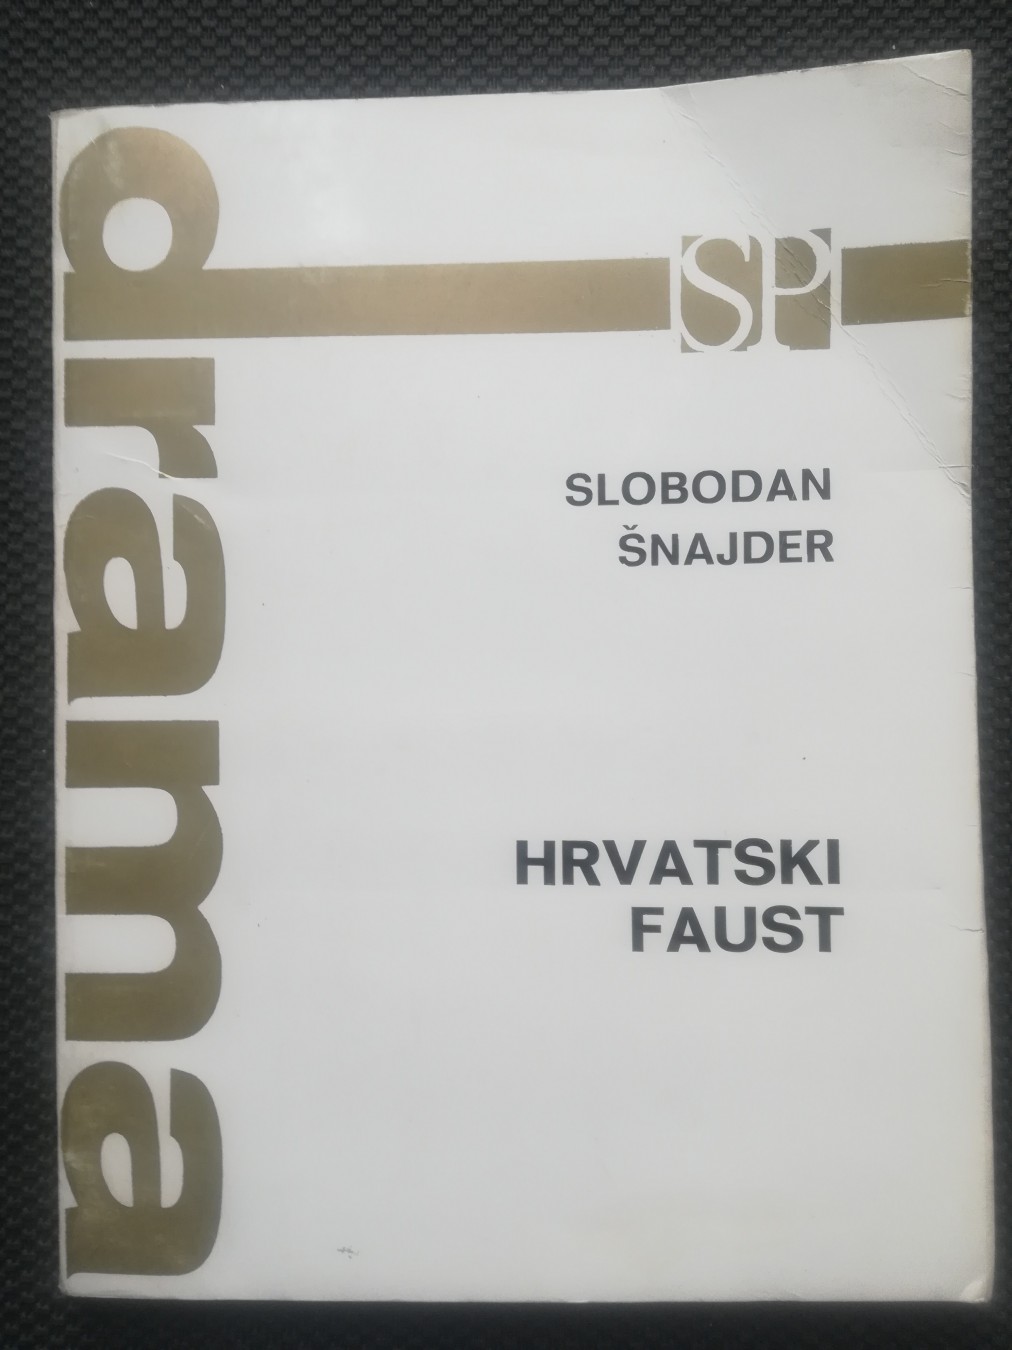 drama
SP
SLOBODAN
ŠNAJDER
HRVATSKI
FAUST